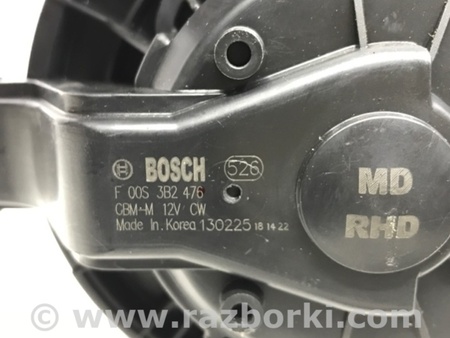 BOSCH 526
F 00S 3B2 476
GBM-M 12V CW
Made In.Korea 130225 18 14 22
MD
RHD
© www.razborki.com